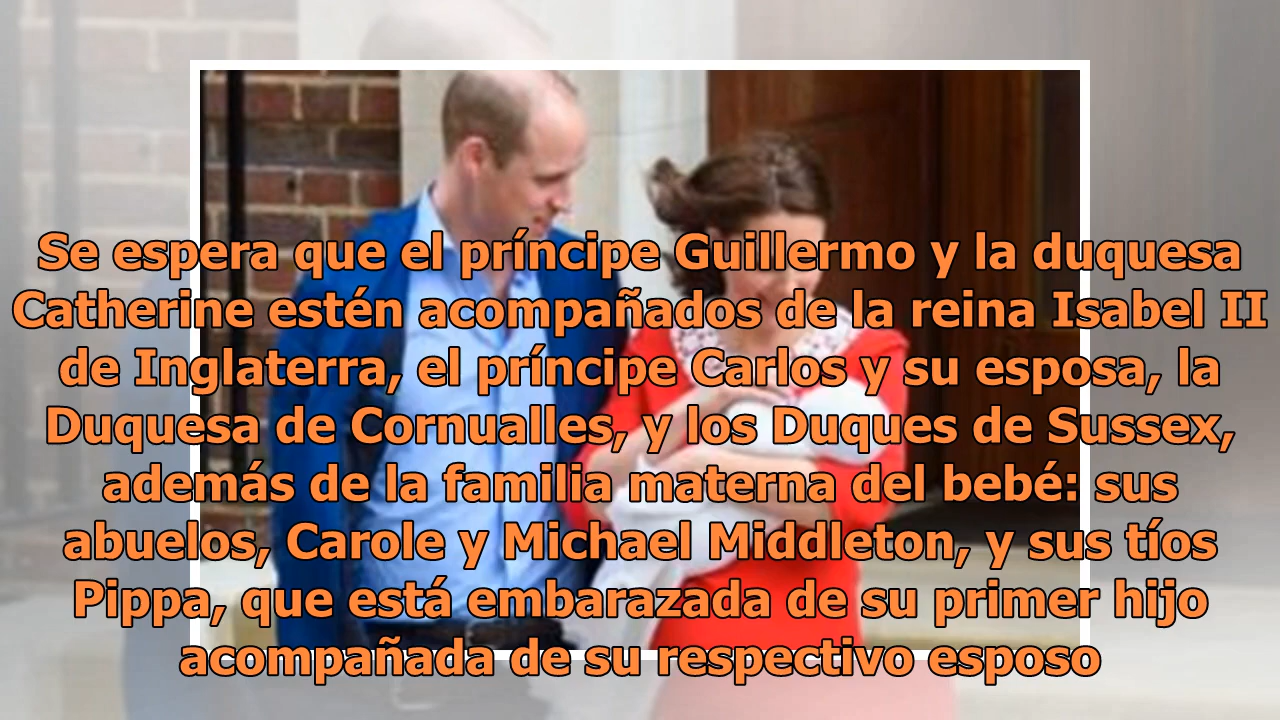 Se espera que el príncipe Guillermo y la duquesa
Catherine estén acompañados de la reina Isabel II
de Inglaterra, el príncipe Carlos y su esposa, la
Duquesa de Cornualles, y los Duques de Sussex,
además de la familia materna del bebé: sus
abuelos, Carole y Michael Middleton, y sus tíos
Pippa, que está embarazada de su primer hijo
acompañada de su respectivo esposo